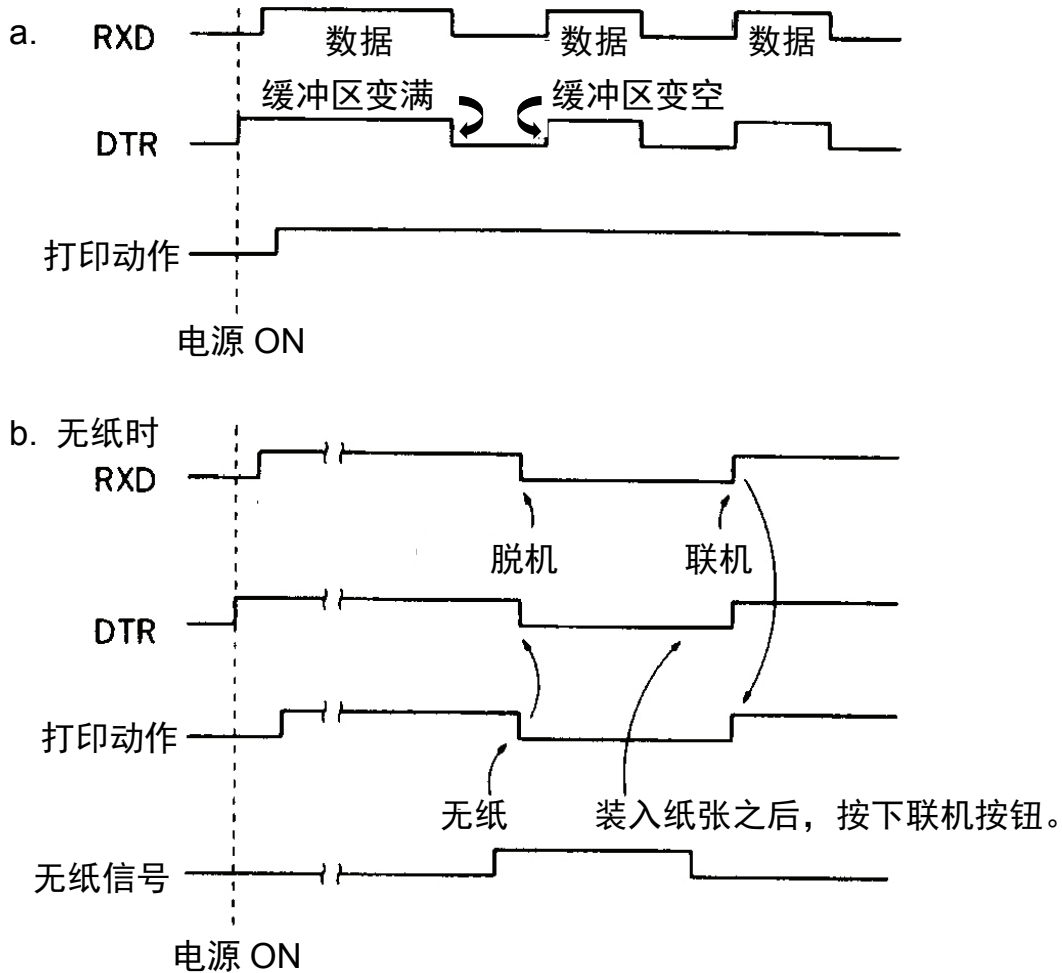 a. RXD 数据 数据 数据
缓冲区变满 缓冲区变空
DTR
打印动作
电源 ON
b. 无纸时
RXD
脱机 联机
DTR
打印动作
无纸 装入纸张之后，按下联机按钮。
无纸信号
电源 ON